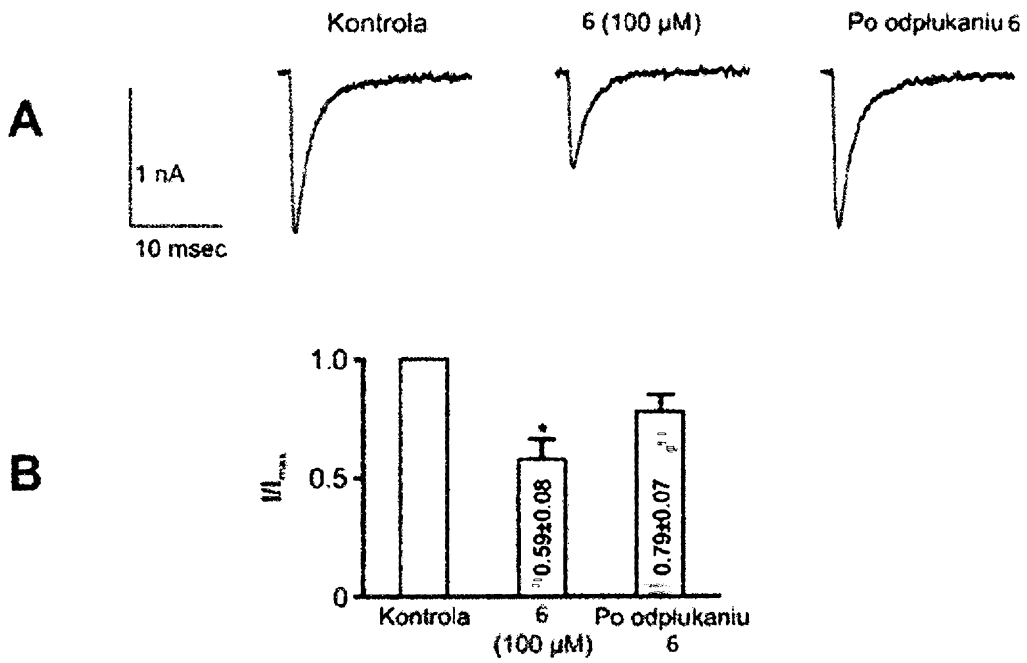 Kontrola
6 (100 µM)
Po odpłukaniu 6
A
1 nA
10 msec
B
I/Imax
1.0
0.5
0
*
0.59±0.08
0.79±0.07
Kontrola
6
(100 µM)
Po odpłukaniu
6